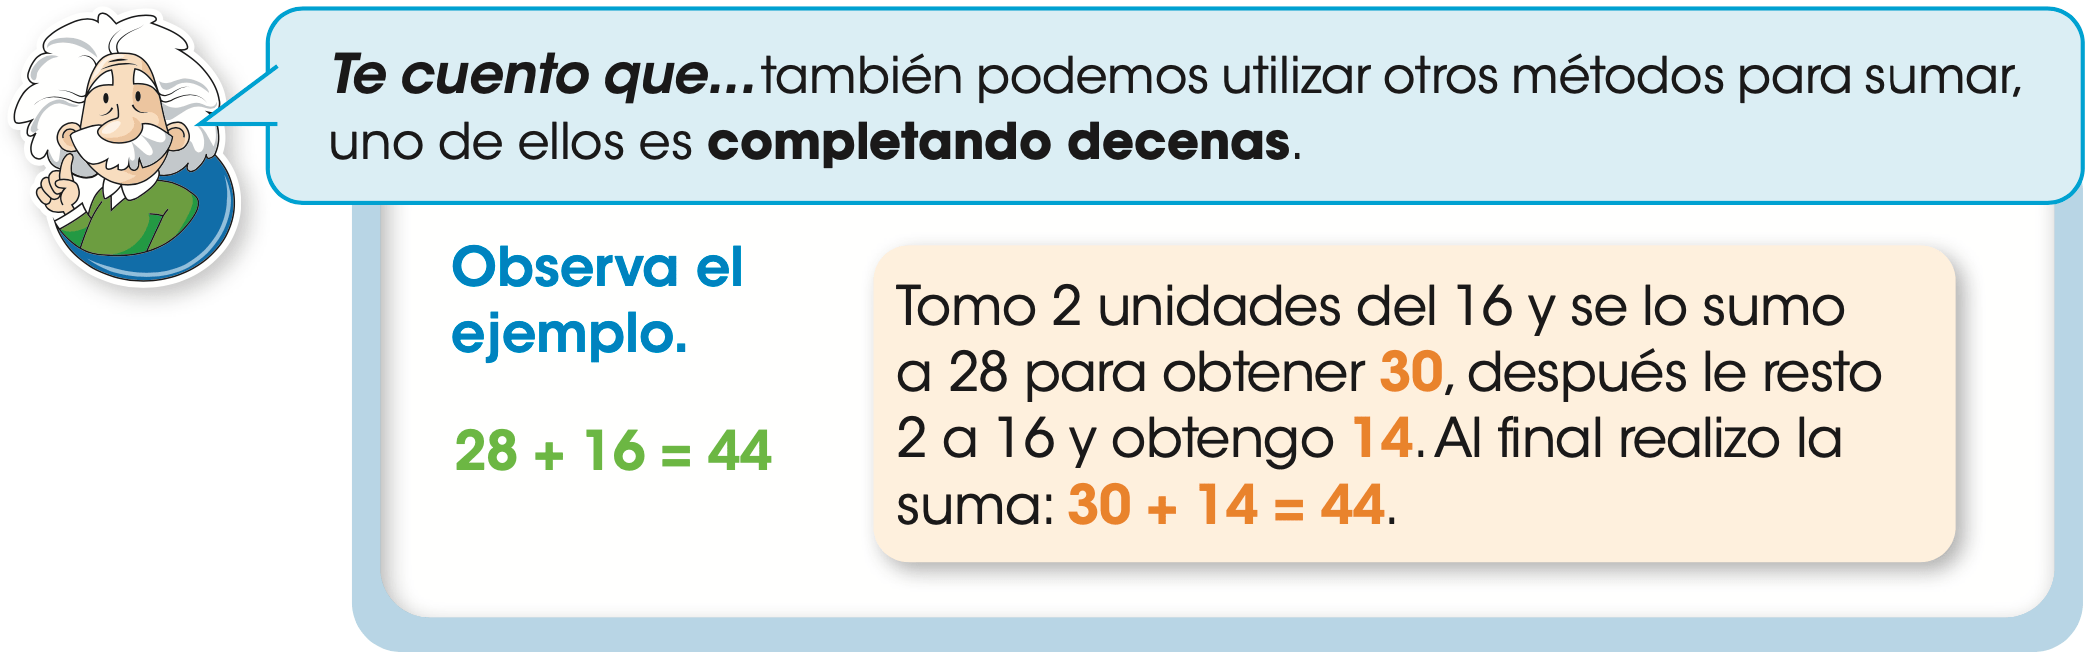 Te cuento que... también podemos utilizar otros métodos para sumar,
uno de ellos es completando decenas.
Observa el
ejemplo.
28 + 16 = 44
Tomo 2 unidades del 16 y se lo sumo
a 28 para obtener 30, después le resto
2 a 16 y obtengo 14. Al final realizo la
suma: 30 + 14 = 44.